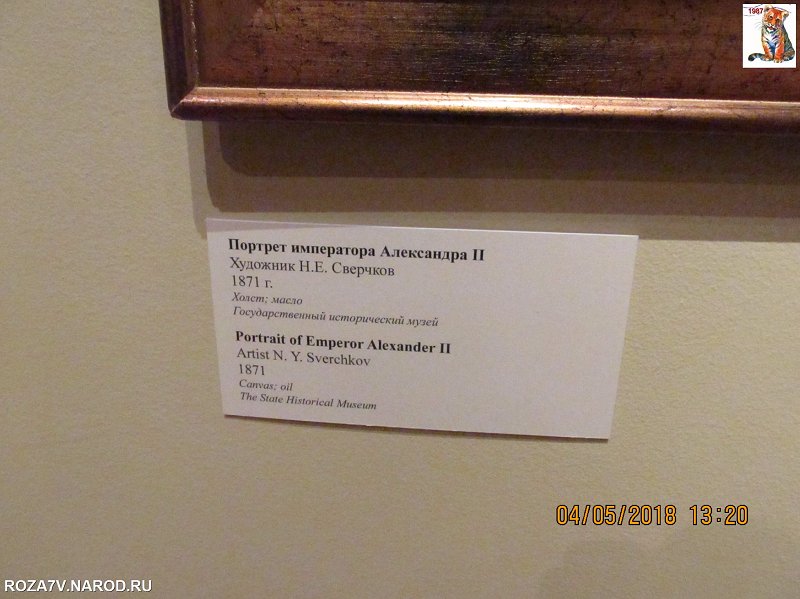 1987
Портрет императора Александра II
Художник Н.Е. Сверчков
1871 г.
Холст; масло
Государственный исторический музей
Portrait of Emperor Alexander II
Artist N. Y. Sverchkov
1871
Canvas; oil
The State Historical Museum
04/05/2018 13:20
ROZA7V.NAROD.RU